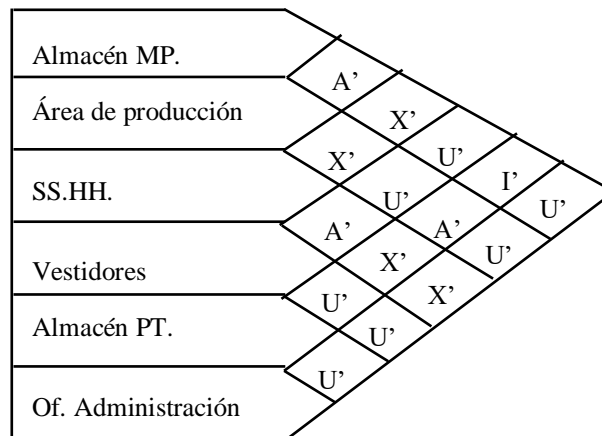 Almacén MP.
A’
Área de producción
X’
X’
U’
SS.HH.
I’
U’
U’
A’
A’
U’
Vestidores
X’
X’
U’
Almacén PT.
U’
U’
Of. Administración